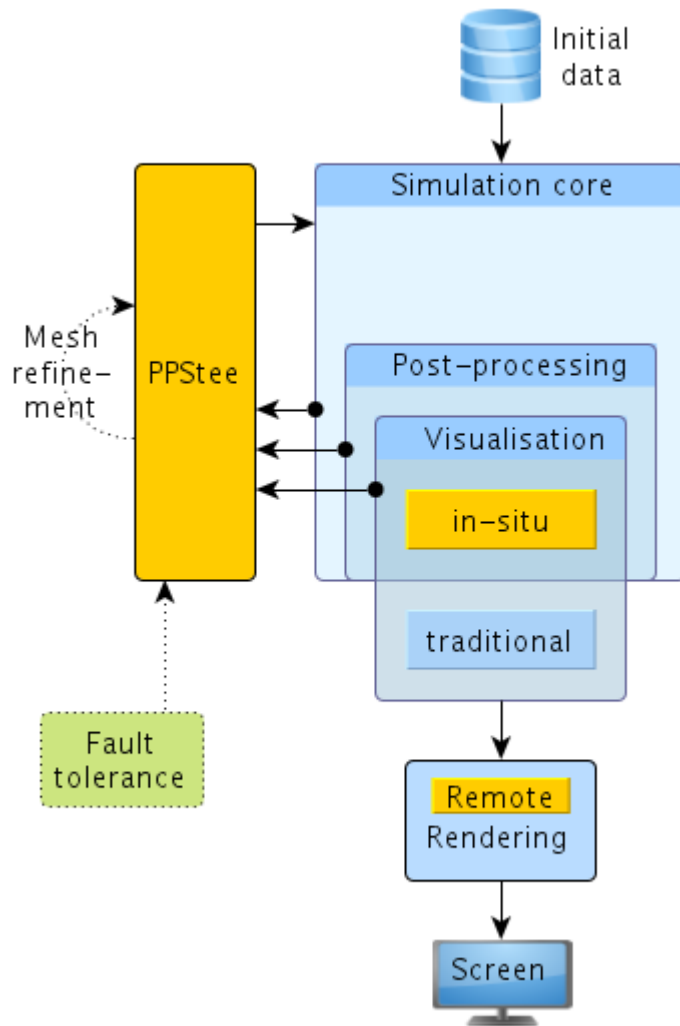 Initial
data
Simulation core
Mesh
refine-
ment
PPStee
Post-processing
Visualisation
in-situ
traditional
Fault
tolerance
Remote
Rendering
Screen